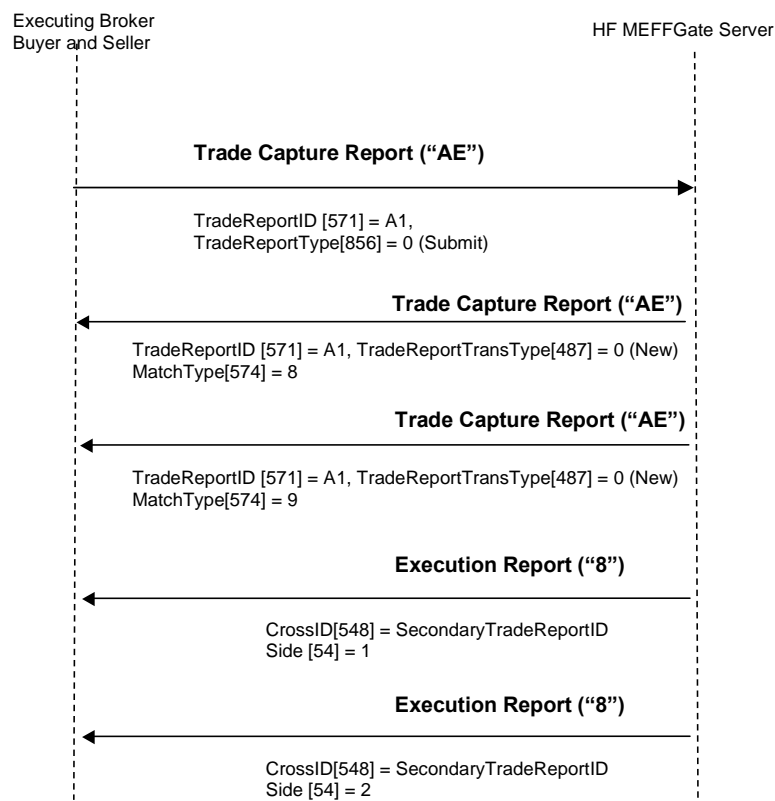 Executing Broker
Buyer and Seller
HF MEFFGate Server
Trade Capture Report (“AE”)
TradeReportID [571] = A1,
TradeReportType[856] = 0 (Submit)
Trade Capture Report (“AE”)
TradeReportID [571] = A1, TradeReportTransType[487] = 0 (New)
MatchType[574] = 8
Trade Capture Report (“AE”)
TradeReportID [571] = A1, TradeReportTransType[487] = 0 (New)
MatchType[574] = 9
Execution Report (“8”)
CrossID[548] = SecondaryTradeReportID
Side [54] = 1
Execution Report (“8”)
CrossID[548] = SecondaryTradeReportID
Side [54] = 2